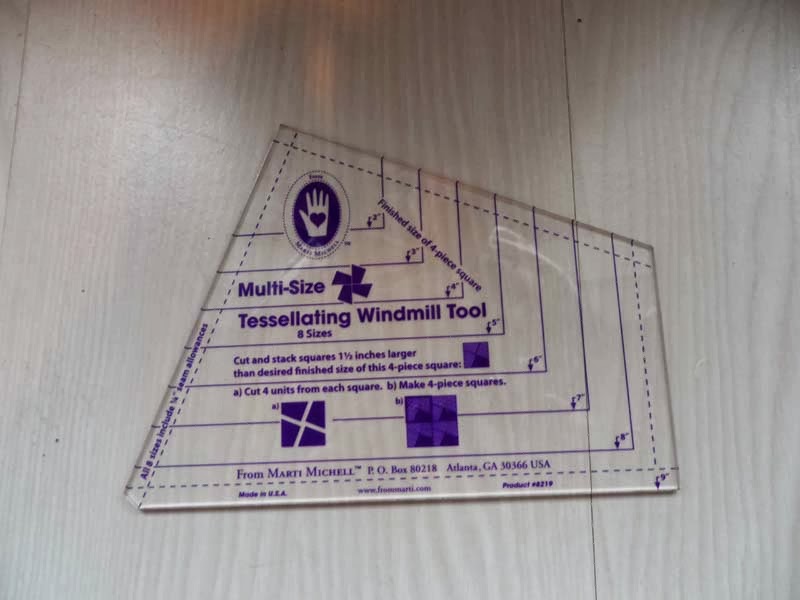 From
MARTI MICHELL™
2"
3"
4"
5"
6"
7"
8"
9"
Finished size of 4-piece square
Multi-Size
Tessellating Windmill Tool
8 Sizes
Cut and stack squares 1½ inches larger
than desired finished size of this 4-piece square:
a) Cut 4 units from each square. b) Make 4-piece squares.
a)
b)
All 8 sizes include ¼" seam allowances
From MARTI MICHELL™ P. O. Box 80218 Atlanta, GA 30366 USA
Made in U.S.A. www.frommarti.com Product #8219